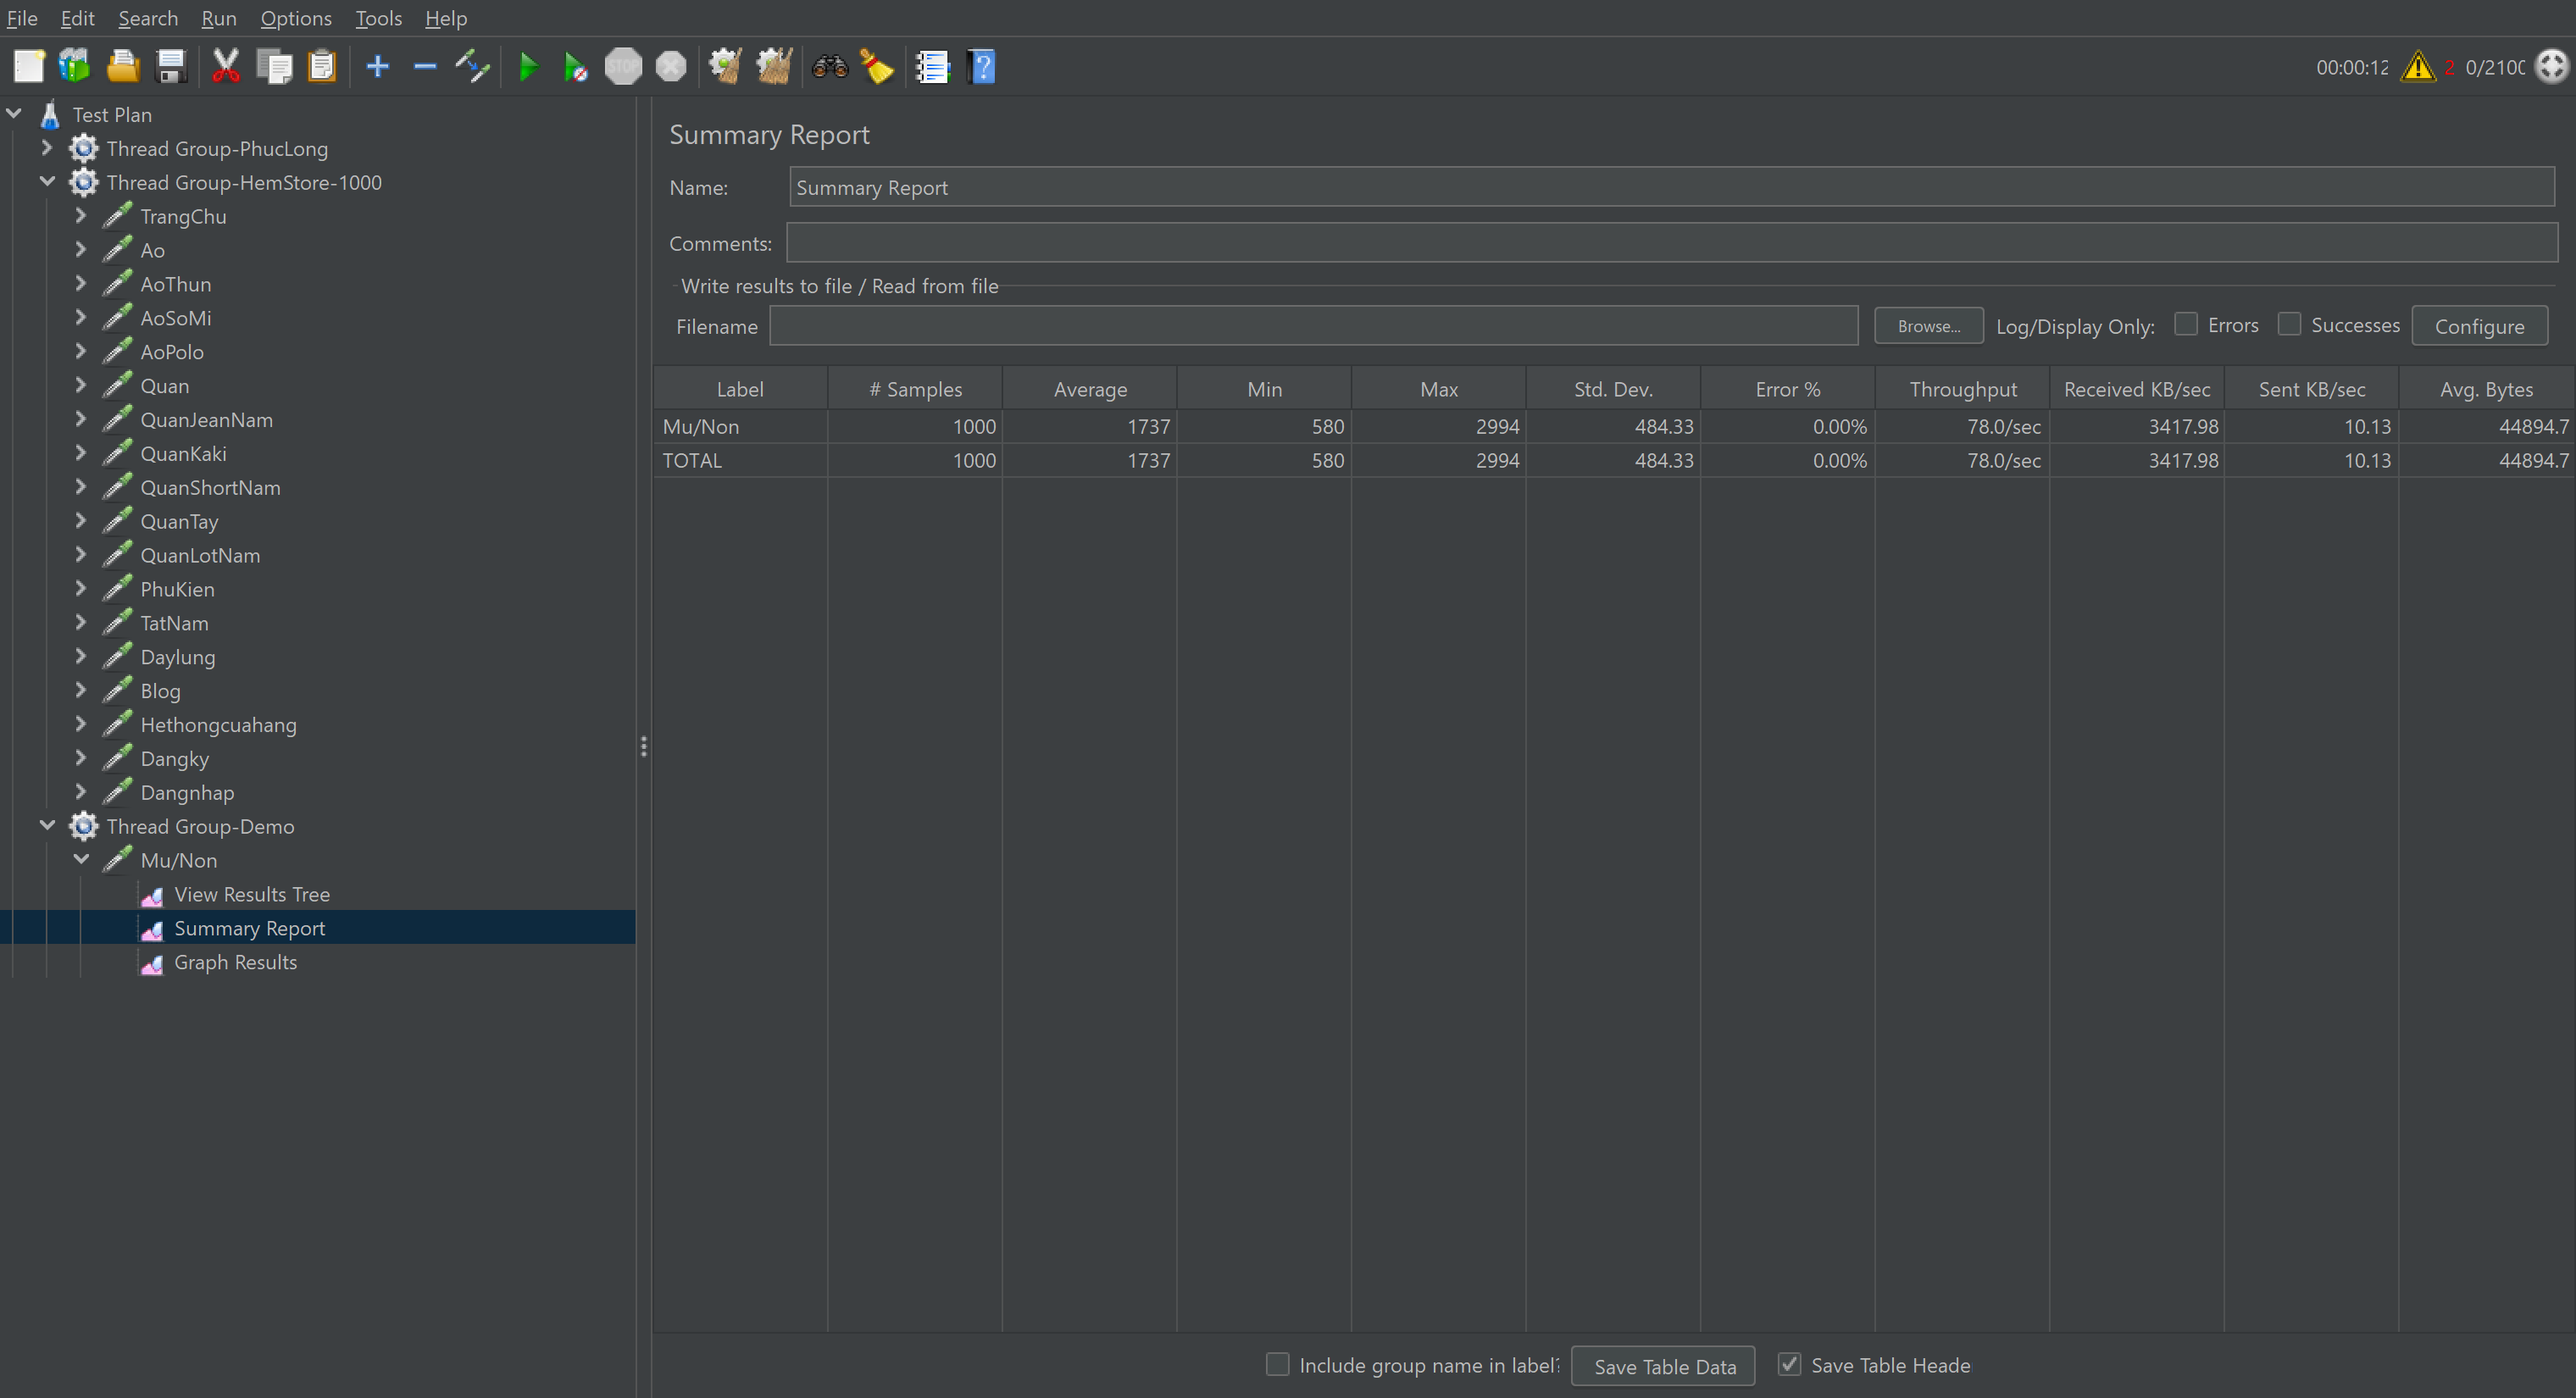 File Edit Search Run Options Tools Help
STOP
00:00:12 2 0/2100
Test Plan
Thread Group-PhucLong
Thread Group-HemStore-1000
TrangChu
Ao
AoThun
AoSoMi
AoPolo
Quan
QuanJeanNam
QuanKaki
QuanShortNam
QuanTay
QuanLotNam
PhuKien
TatNam
Daylung
Blog
Hethongcuahang
Dangky
Dangnhap
Thread Group-Demo
Mu/Non
View Results Tree
Summary Report
Graph Results
Summary Report
Name: Summary Report
Comments:
Write results to file / Read from file
Filename Browse... Log/Display Only: Errors Successes Configure
Label # Samples Average Min Max Std. Dev. Error % Throughput Received KB/sec Sent KB/sec Avg. Bytes
Mu/Non 1000 1737 580 2994 484.33 0.00% 78.0/sec 3417.98 10.13 44894.7
TOTAL 1000 1737 580 2994 484.33 0.00% 78.0/sec 3417.98 10.13 44894.7
Include group name in label? Save Table Data Save Table Heade